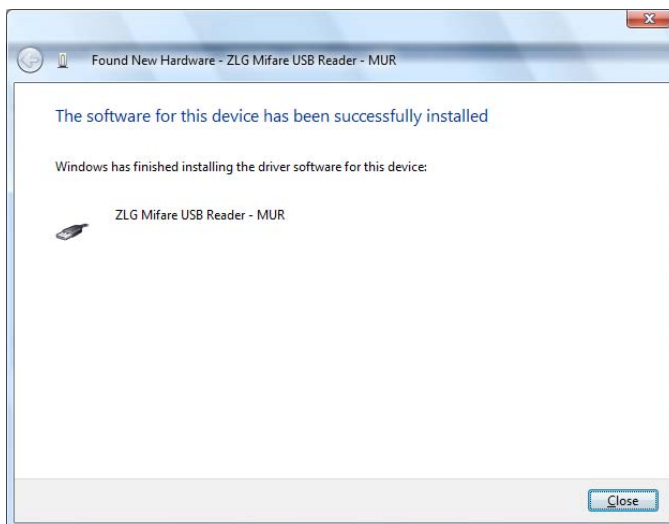 Found New Hardware - ZLG Mifare USB Reader - MUR
The software for this device has been successfully installed
Windows has finished installing the driver software for this device:
ZLG Mifare USB Reader - MUR
Close